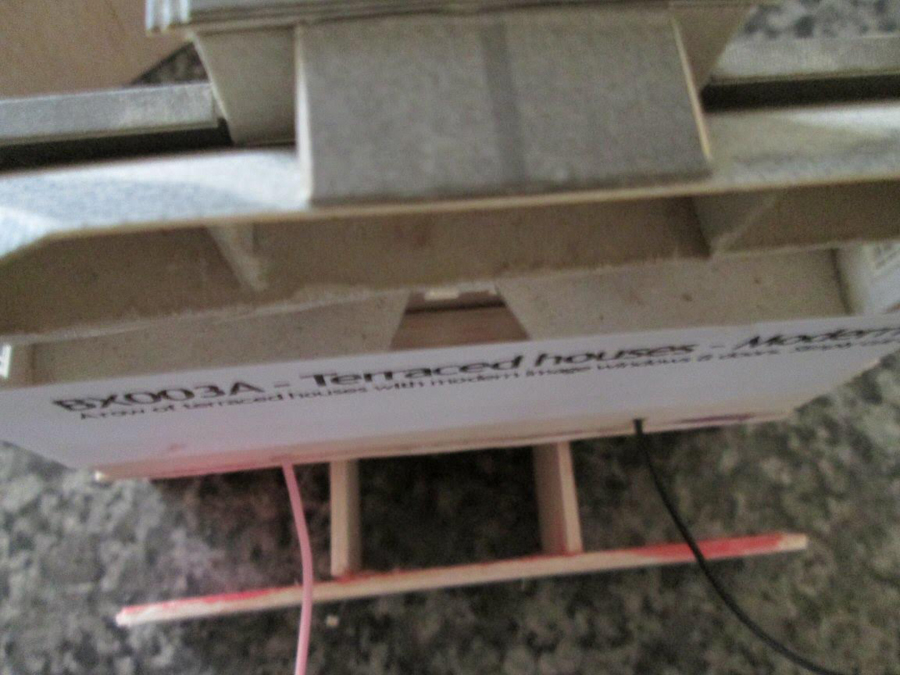 BX003A - Terraced houses - Modern
A row of terraced houses with modern image windows & doors.